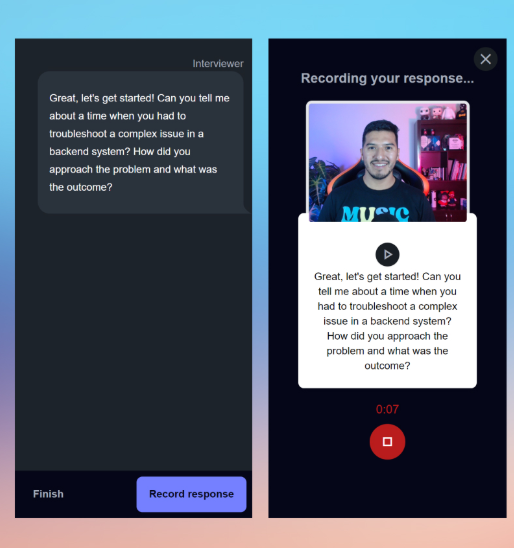 Interviewer
Great, let's get started! Can you tell me
about a time when you had to
troubleshoot a complex issue in a
backend system? How did you
approach the problem and what was
the outcome?
Finish
Record response
Recording your response...
MUSIC
Great, let's get started! Can you
tell me about a time when you
had to troubleshoot a complex
issue in a backend system?
How did you approach the
problem and what was the
outcome?
0:07